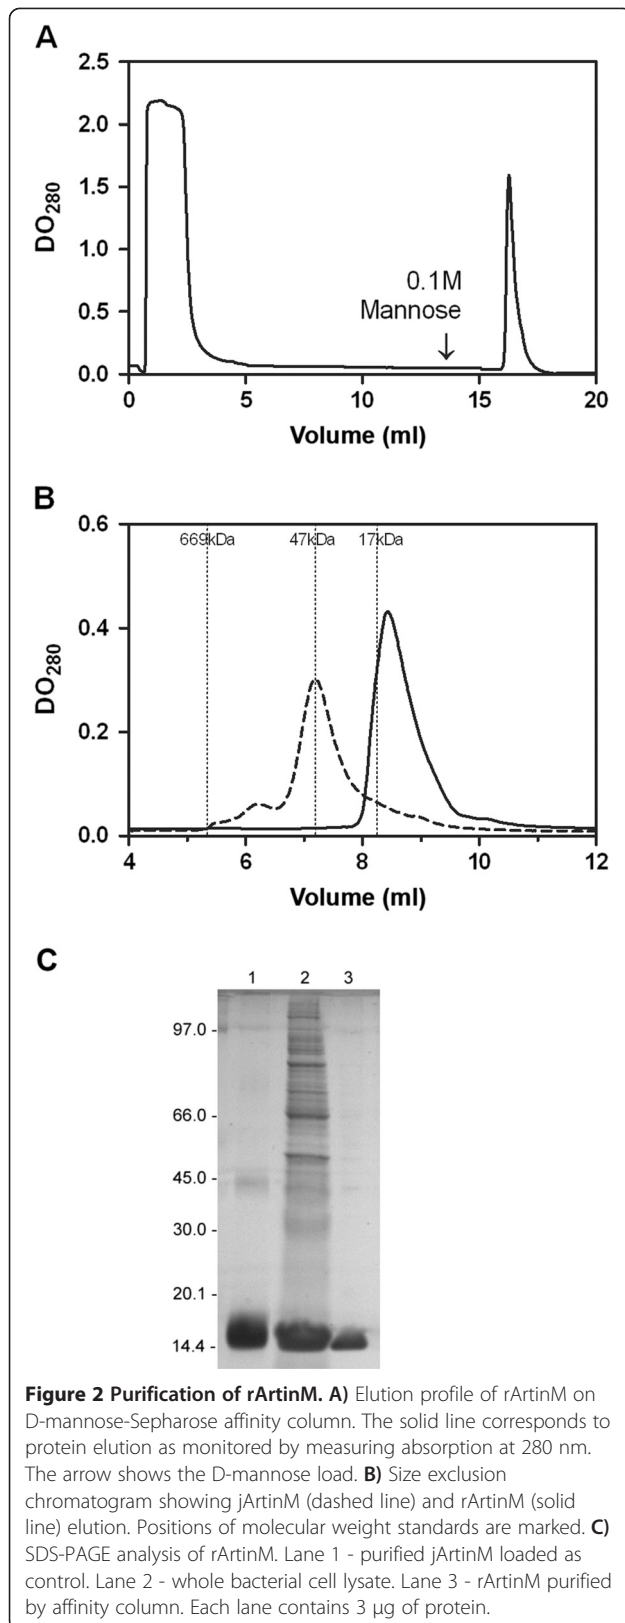 A
2.5
2.0
1.5
1.0
0.5
0.0
DO280
0.1M
Mannose
↓
0 5 10 15 20
Volume (ml)
B
0.6
0.4
0.2
0.0
DO280
669kDa 47kDa 17kDa
4 6 8 10 12
Volume (ml)
C
1 2 3
97.0 -
66.0 -
45.0 -
30.0 -
20.1 -
14.4 -
Figure 2 Purification of rArtinM. A) Elution profile of rArtinM on
D-mannose-Sepharose affinity column. The solid line corresponds to
protein elution as monitored by measuring absorption at 280 nm.
The arrow shows the D-mannose load. B) Size exclusion
chromatogram showing jArtinM (dashed line) and rArtinM (solid
line) elution. Positions of molecular weight standards are marked. C)
SDS-PAGE analysis of rArtinM. Lane 1 - purified jArtinM loaded as
control. Lane 2 - whole bacterial cell lysate. Lane 3 - rArtinM purified
by affinity column. Each lane contains 3 μg of protein.